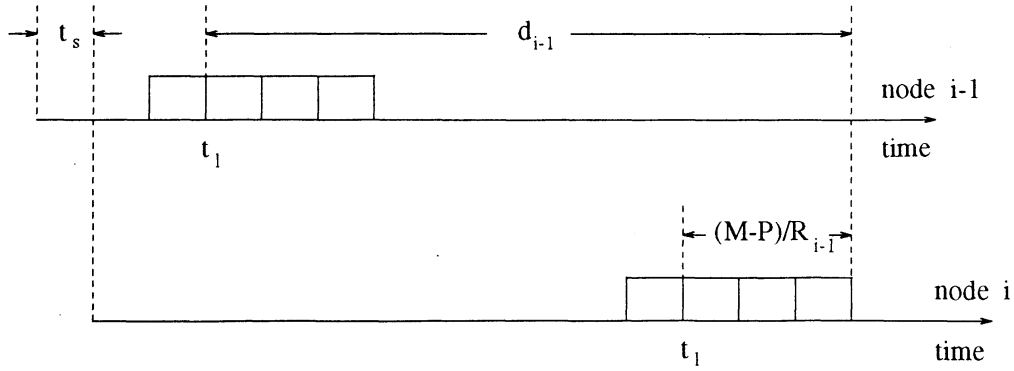 t_s
d_{i-1}
node i-1
t_1
time
(M-P)/R_{i-1}
node i
t_1
time